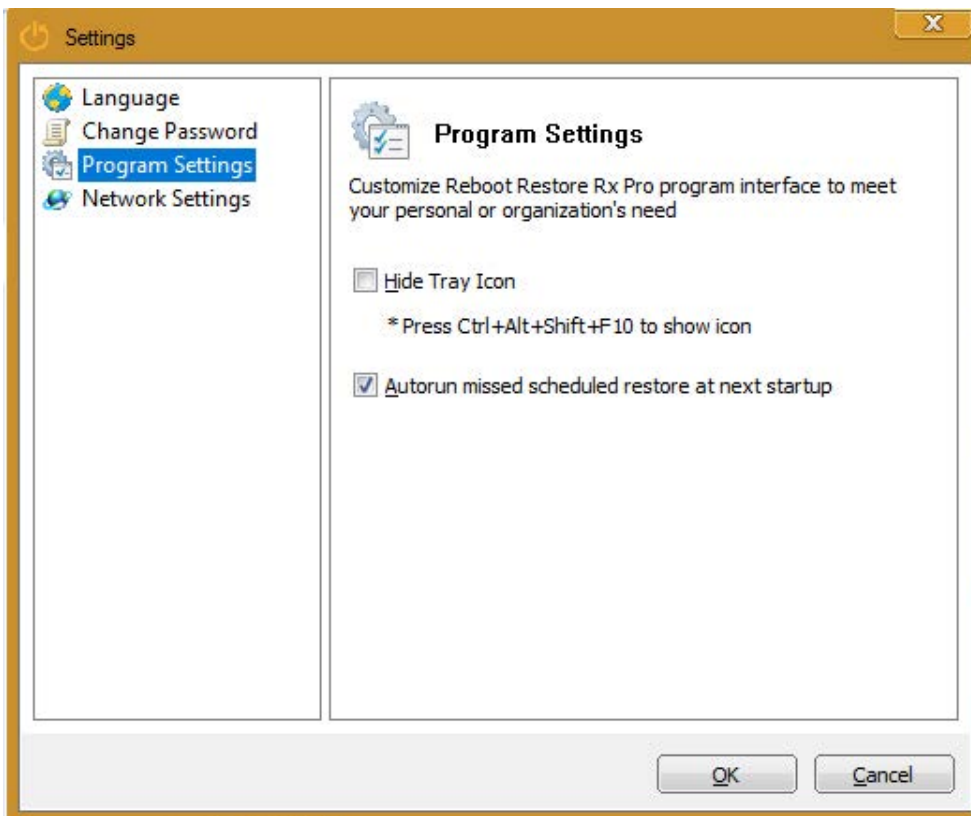 Settings
Language
Change Password
Program Settings
Network Settings
Program Settings
Customize Reboot Restore Rx Pro program interface to meet
your personal or organization's need
Hide Tray Icon
* Press Ctrl+Alt+Shift+F10 to show icon
Autorun missed scheduled restore at next startup
OK
Cancel